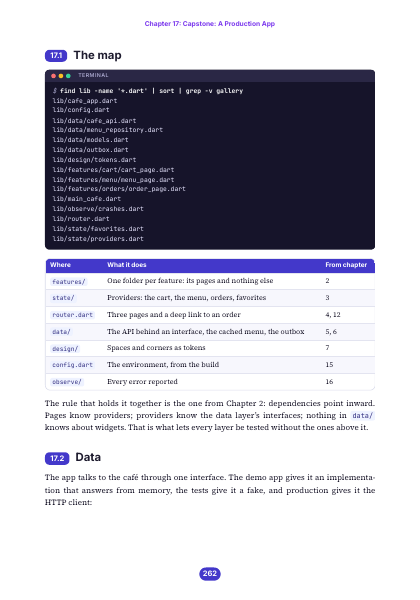 Chapter 17: Capstone: A Production App
17.1 The map
TERMINAL
$ find lib -name '*.dart' | sort | grep -v gallery
lib/cafe_app.dart
lib/config.dart
lib/data/cafe_api.dart
lib/data/menu_repository.dart
lib/data/models.dart
lib/data/outbox.dart
lib/design/tokens.dart
lib/features/cart/cart_page.dart
lib/features/menu/menu_page.dart
lib/features/orders/order_page.dart
lib/main_cafe.dart
lib/observe/crashes.dart
lib/router.dart
lib/state/favorites.dart
lib/state/providers.dart
Where What it does From chapter
features/ One folder per feature: its pages and nothing else 2
state/ Providers: the cart, the menu, orders, favorites 3
router.dart Three pages and a deep link to an order 4, 12
data/ The API behind an interface, the cached menu, the outbox 5, 6
design/ Spaces and corners as tokens 7
config.dart The environment, from the build 15
observe/ Every error reported 16
The rule that holds it together is the one from Chapter 2: dependencies point inward.
Pages know providers; providers know the data layer's interfaces; nothing in data/
knows about widgets. That is what lets every layer be tested without the ones above it.
17.2 Data
The app talks to the café through one interface. The demo app gives it an implementa-
tion that answers from memory, the tests give it a fake, and production gives it the
HTTP client:
262